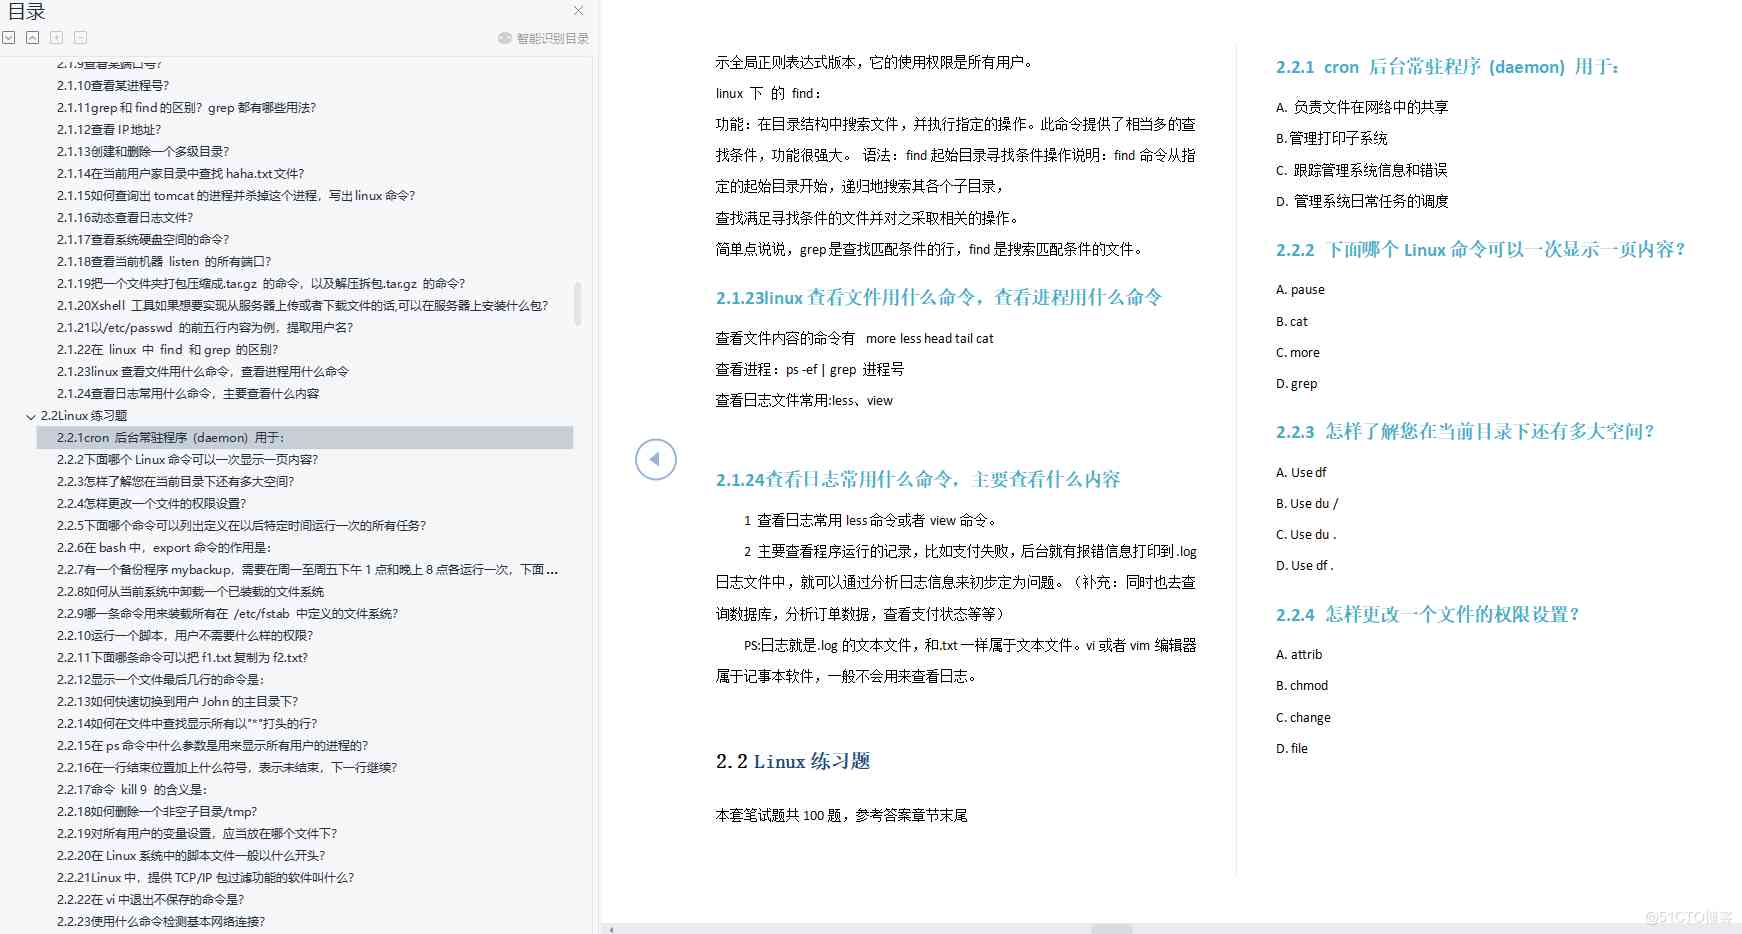 目录
智能识别目录
2.1.9查看某端口号?
2.1.10查看某进程号?
2.1.11grep 和 find 的区别? grep 都有哪些用法?
2.1.12查看 IP 地址?
2.1.13创建和删除一个多级目录?
2.1.14在当前用户家目录中查找 haha.txt 文件?
2.1.15如何查询出 tomcat 的进程并杀掉这个进程，写出 linux 命令?
2.1.16动态查看日志文件?
2.1.17查看系统硬盘空间的命令?
2.1.18查看当前机器 listen 的所有端口?
2.1.19把一个文件夹打包压缩成.tar.gz 的命令，以及解压拆包.tar.gz 的命令?
2.1.20Xshell 工具如果想要实现从服务器上传或者下载文件的话,可以在服务器上安装什么包?
2.1.21以/etc/passwd 的前五行内容为例，提取用户名?
2.1.22在 linux 中 find 和 grep 的区别?
2.1.23linux 查看文件用什么命令，查看进程用什么命令
2.1.24查看日志常用什么命令，主要查看什么内容
2.2Linux 练习题
2.2.1cron 后台常驻程序 (daemon) 用于:
2.2.2下面哪个 Linux 命令可以一次显示一页内容?
2.2.3怎样了解您在当前目录下还有多大空间?
2.2.4怎样更改一个文件的权限设置?
2.2.5下面哪个命令可以列出定义在以后特定时间运行一次的所有任务?
2.2.6在 bash 中，export 命令的作用是:
2.2.7有一个备份程序 mybackup，需要在周一至周五下午 1 点和晚上 8 点各运行一次，下面 ...
2.2.8如何从当前系统中卸载一个已装载的文件系统
2.2.9哪一条命令用来装载所有在 /etc/fstab 中定义的文件系统?
2.2.10运行一个脚本，用户不需要什么样的权限?
2.2.11下面哪条命令可以把 f1.txt 复制为 f2.txt?
2.2.12显示一个文件最后几行的命令是:
2.2.13如何快速切换到用户 John 的主目录下?
2.2.14如何在文件中查找显示所有以"*"打头的行?
2.2.15在 ps 命令中什么参数是用来显示所有用户的进程的?
2.2.16在一行结束位置加上什么符号，表示未结束，下一行继续?
2.2.17命令 kill 9 的含义是:
2.2.18如何删除一个非空子目录/tmp?
2.2.19对所有用户的变量设置，应当放在哪个文件下?
2.2.20在 Linux 系统中的脚本文件一般以什么开头?
2.2.21Linux 中，提供 TCP/IP 包过滤功能的软件叫什么?
2.2.22在 vi 中退出不保存的命令是?
2.2.23使用什么命令检测基本网络连接?
示全局正则表达式版本，它的使用权限是所有用户。
linux 下 的 find：
功能：在目录结构中搜索文件，并执行指定的操作。此命令提供了相当多的查
找条件，功能很强大。 语法：find 起始目录寻找条件操作说明：find 命令从指
定的起始目录开始，递归地搜索其各个子目录，
查找满足寻找条件的文件并对之采取相关的操作。
简单点说说，grep 是查找匹配条件的行，find 是搜索匹配条件的文件。
2.1.23linux 查看文件用什么命令，查看进程用什么命令
查看文件内容的命令有 more less head tail cat
查看进程：ps -ef | grep 进程号
查看日志文件常用:less、view
2.1.24查看日志常用什么命令，主要查看什么内容
1 查看日志常用 less 命令或者 view 命令。
2 主要查看程序运行的记录，比如支付失败，后台就有报错信息打印到 .log
日志文件中，就可以通过分析日志信息来初步定为问题。（补充：同时也去查
询数据库，分析订单数据，查看支付状态等等）
PS:日志就是.log 的文本文件，和.txt 一样属于文本文件。vi 或者 vim 编辑器
属于记事本软件，一般不会用来查看日志。
2.2 Linux 练习题
本套笔试题共 100 题，参考答案章节末尾
2.2.1 cron 后台常驻程序 (daemon) 用于：
A. 负责文件在网络中的共享
B.管理打印子系统
C. 跟踪管理系统信息和错误
D. 管理系统日常任务的调度
2.2.2 下面哪个 Linux 命令可以一次显示一页内容？
A. pause
B. cat
C. more
D. grep
2.2.3 怎样了解您在当前目录下还有多大空间？
A. Use df
B. Use du /
C. Use du .
D. Use df .
2.2.4 怎样更改一个文件的权限设置？
A. attrib
B. chmod
C. change
D. file
@51CTO博客